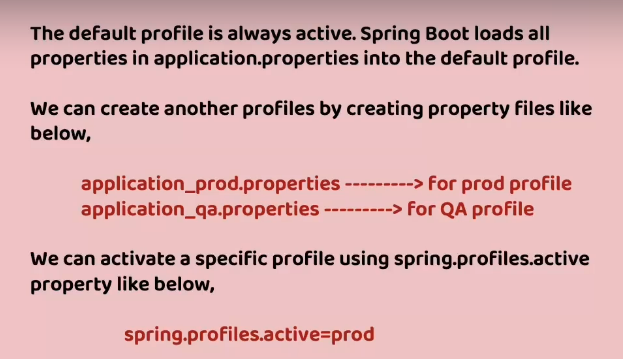 The default profile is always active. Spring Boot loads all
properties in application.properties into the default profile.
We can create another profiles by creating property files like
below,
application_prod.properties ---------> for prod profile
application_qa.properties ---------> for QA profile
We can activate a specific profile using spring.profiles.active
property like below,
spring.profiles.active=prod